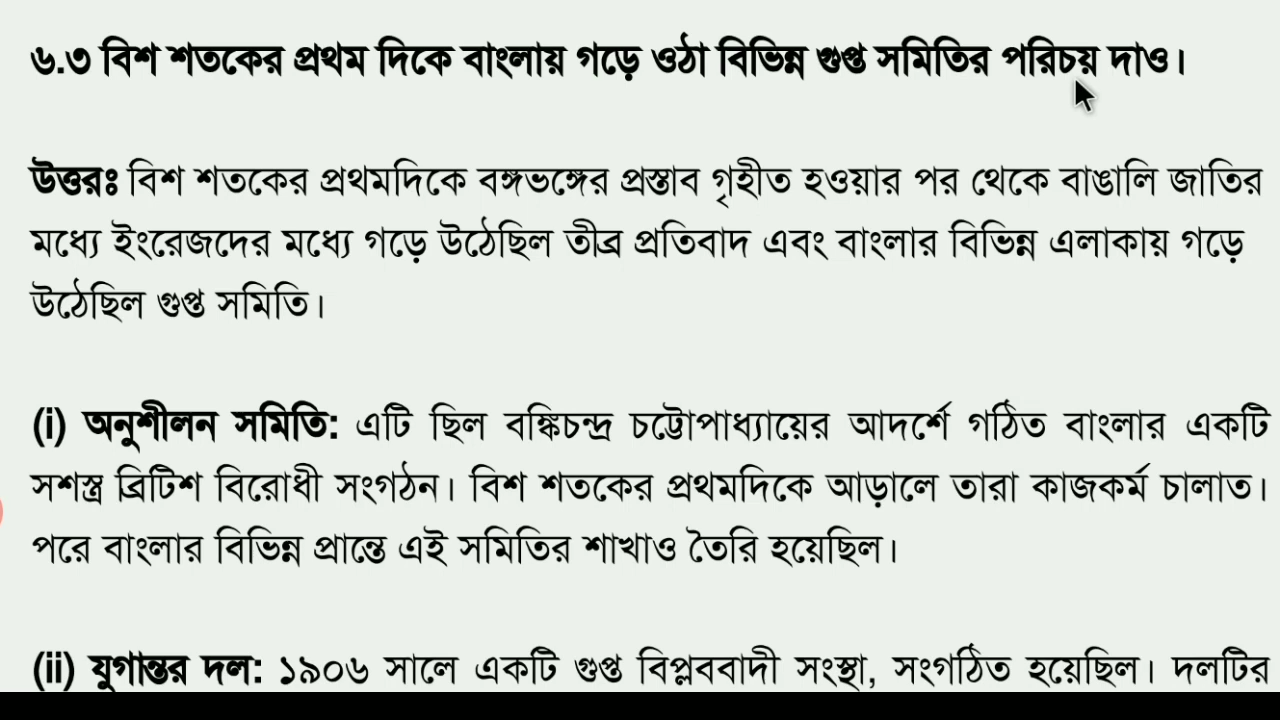 ৬.৩ বিশ শতকের প্রথম দিকে বাংলায় গড়ে ওঠা বিভিন্ন গুপ্ত সমিতির পরিচয় দাও।
উত্তরঃ বিশ শতকের প্রথমদিকে বঙ্গভঙ্গের প্রস্তাব গৃহীত হওয়ার পর থেকে বাঙালি জাতির
মধ্যে ইংরেজদের মধ্যে গড়ে উঠেছিল তীব্র প্রতিবাদ এবং বাংলার বিভিন্ন এলাকায় গড়ে
উঠেছিল গুপ্ত সমিতি।
(i) অনুশীলন সমিতি: এটি ছিল বঙ্কিচন্দ্র চট্টোপাধ্যায়ের আদর্শে গঠিত বাংলার একটি
সশস্ত্র ব্রিটিশ বিরোধী সংগঠন। বিশ শতকের প্রথমদিকে আড়ালে তারা কাজকর্ম চালাত।
পরে বাংলার বিভিন্ন প্রান্তে এই সমিতির শাখাও তৈরি হয়েছিল।
(ii) যুগান্তর দল: ১৯০৬ সালে একটি গুপ্ত বিপ্লববাদী সংস্থা, সংগঠিত হয়েছিল। দলটির